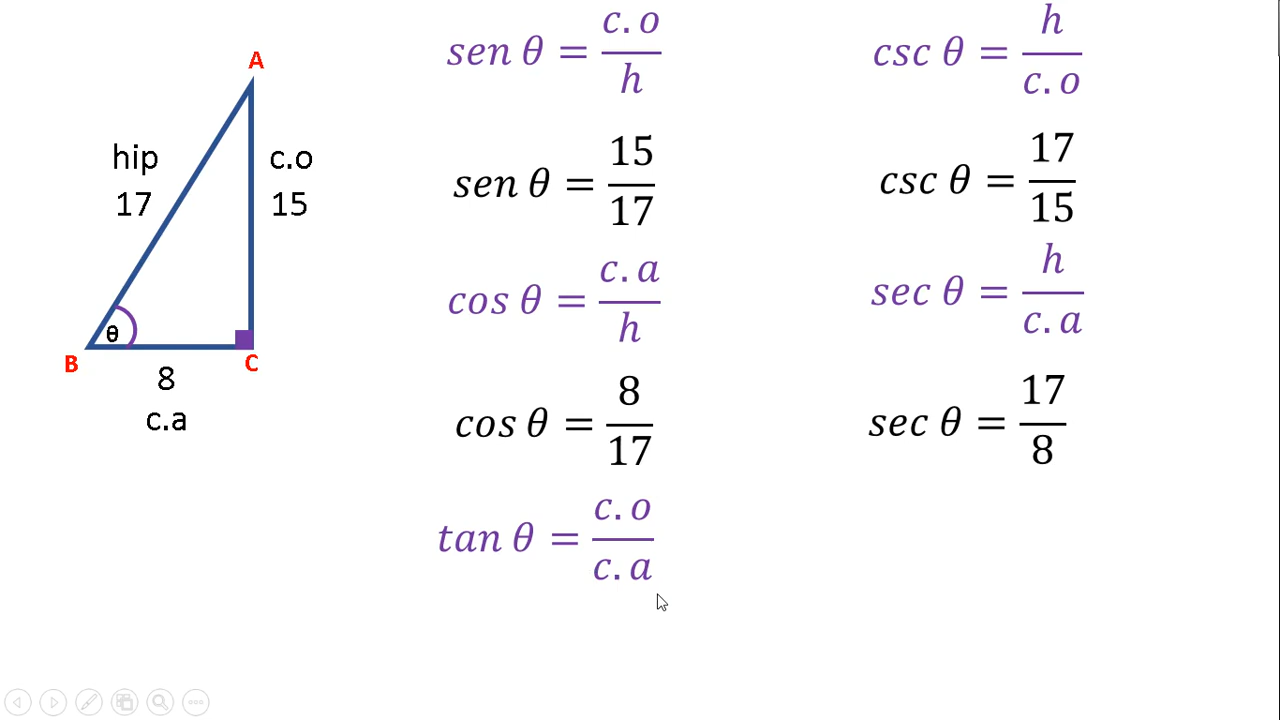 A
hip
17
c.o
15
θ
B
C
8
c.a
sen θ = c.o/h
sen θ = 15/17
cos θ = c.a/h
cos θ = 8/17
tan θ = c.o/c.a
csc θ = h/c.o
csc θ = 17/15
sec θ = h/c.a
sec θ = 17/8